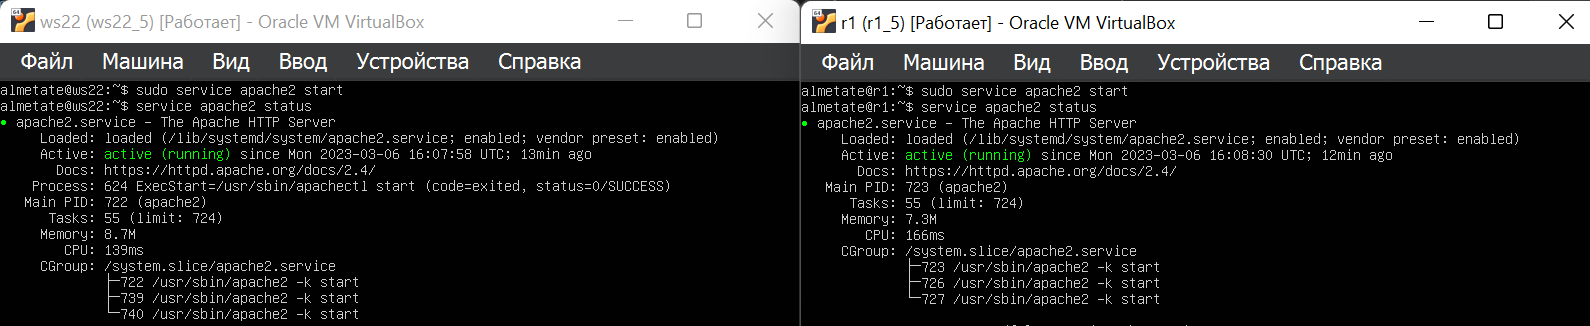 ws22 (ws22_5) [Работает] - Oracle VM VirtualBox
Файл Машина Вид Ввод Устройства Справка
almetate@ws22:~$ sudo service apache2 start
almetate@ws22:~$ service apache2 status
● apache2.service - The Apache HTTP Server
Loaded: loaded (/lib/systemd/system/apache2.service; enabled; vendor preset: enabled)
Active: active (running) since Mon 2023-03-06 16:07:58 UTC; 13min ago
Docs: https://httpd.apache.org/docs/2.4/
Process: 624 ExecStart=/usr/sbin/apachectl start (code=exited, status=0/SUCCESS)
Main PID: 722 (apache2)
Tasks: 55 (limit: 724)
Memory: 8.7M
CPU: 139ms
CGroup: /system.slice/apache2.service
├─722 /usr/sbin/apache2 -k start
├─739 /usr/sbin/apache2 -k start
└─740 /usr/sbin/apache2 -k start
r1 (r1_5) [Работает] - Oracle VM VirtualBox
Файл Машина Вид Ввод Устройства Справка
almetate@r1:~$ sudo service apache2 start
almetate@r1:~$ service apache2 status
● apache2.service - The Apache HTTP Server
Loaded: loaded (/lib/systemd/system/apache2.service; enabled; vendor preset: enabled)
Active: active (running) since Mon 2023-03-06 16:08:30 UTC; 12min ago
Docs: https://httpd.apache.org/docs/2.4/
Main PID: 723 (apache2)
Tasks: 55 (limit: 724)
Memory: 7.3M
CPU: 166ms
CGroup: /system.slice/apache2.service
├─723 /usr/sbin/apache2 -k start
├─726 /usr/sbin/apache2 -k start
└─727 /usr/sbin/apache2 -k start